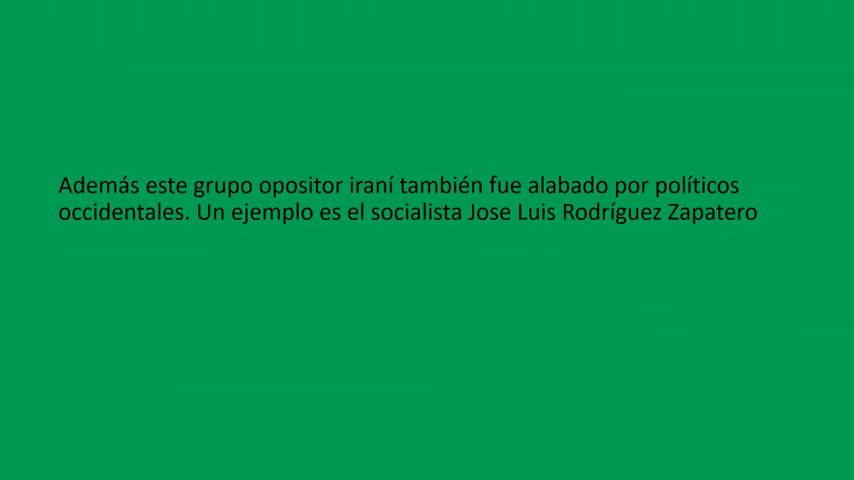 Además este grupo opositor iraní también fue alabado por políticos
occidentales. Un ejemplo es el socialista Jose Luis Rodríguez Zapatero